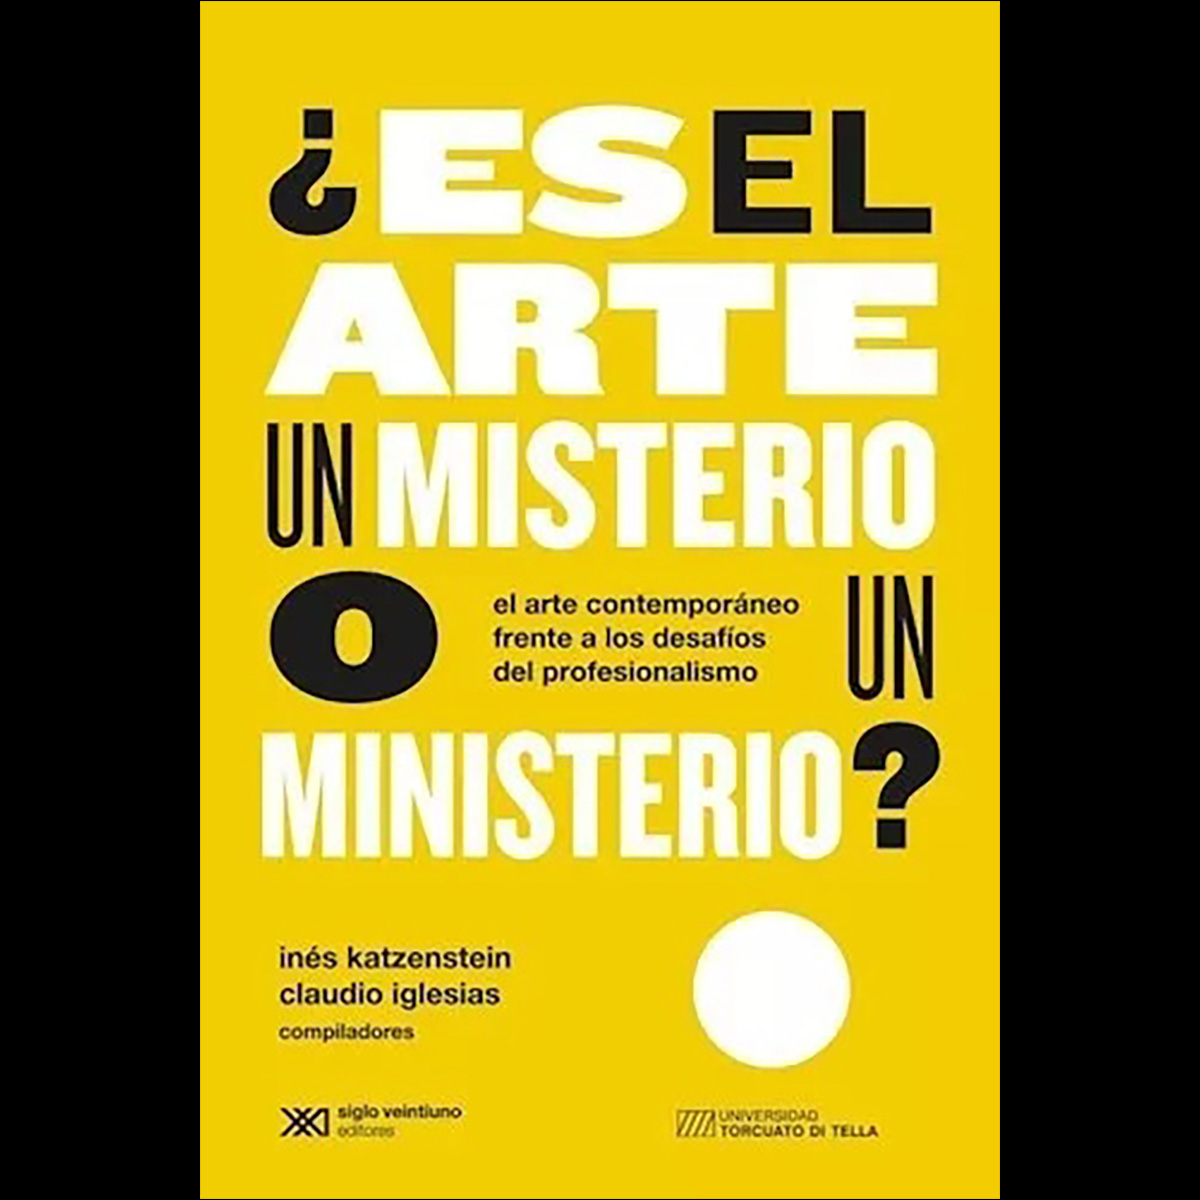 ¿ES EL
ARTE
UN MISTERIO
O
el arte contemporáneo
frente a los desafíos
del profesionalismo
UN
MINISTERIO?
inés katzenstein
claudio iglesias
compiladores
siglo veintiuno
editores
UNIVERSIDAD
TORCUATO DI TELLA